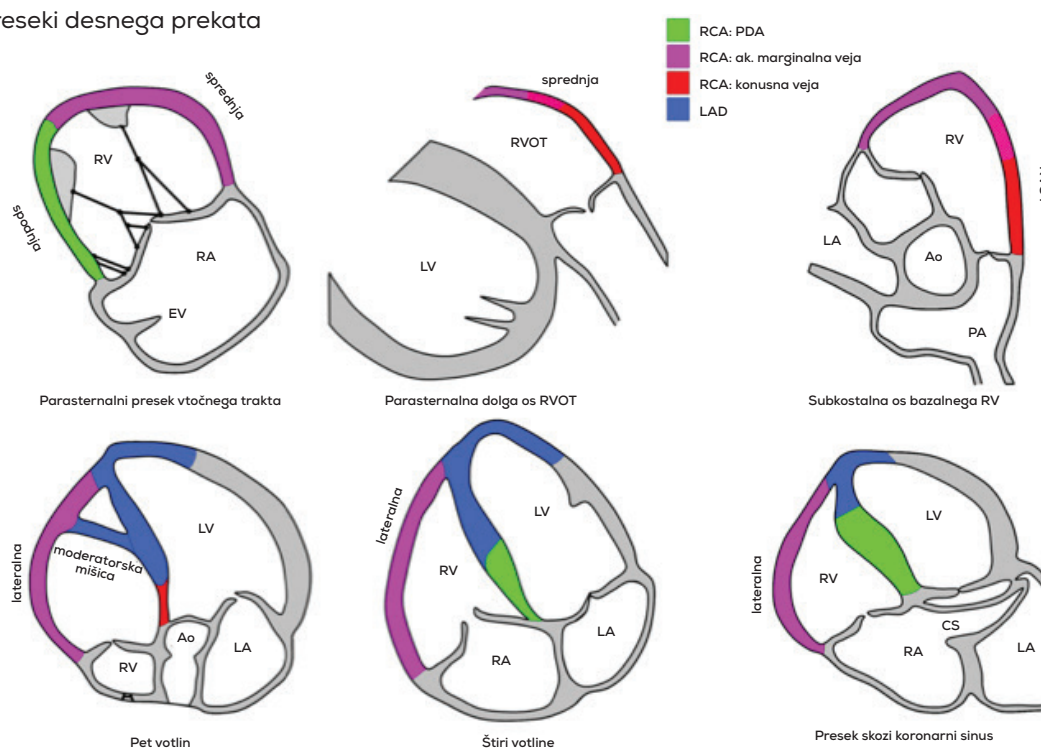 reseki desnega prekata
RCA: PDA
RCA: ak. marginalna veja
RCA: konusna veja
LAD
sprednja
RV
spodnja
RA
EV
Parasternalni presek vtočnega trakta
sprednja
RVOT
LV
Parasternalna dolga os RVOT
RV
LA
Ao
PA
Subkostalna os bazalnega RV
lateralna
LV
moderatorska
mišica
Ao
RV
LA
Pet votlin
lateralna
LV
RV
LA
RA
Štiri votline
lateralna
LV
RV
CS
RA
LA
Presek skozi koronarni sinus